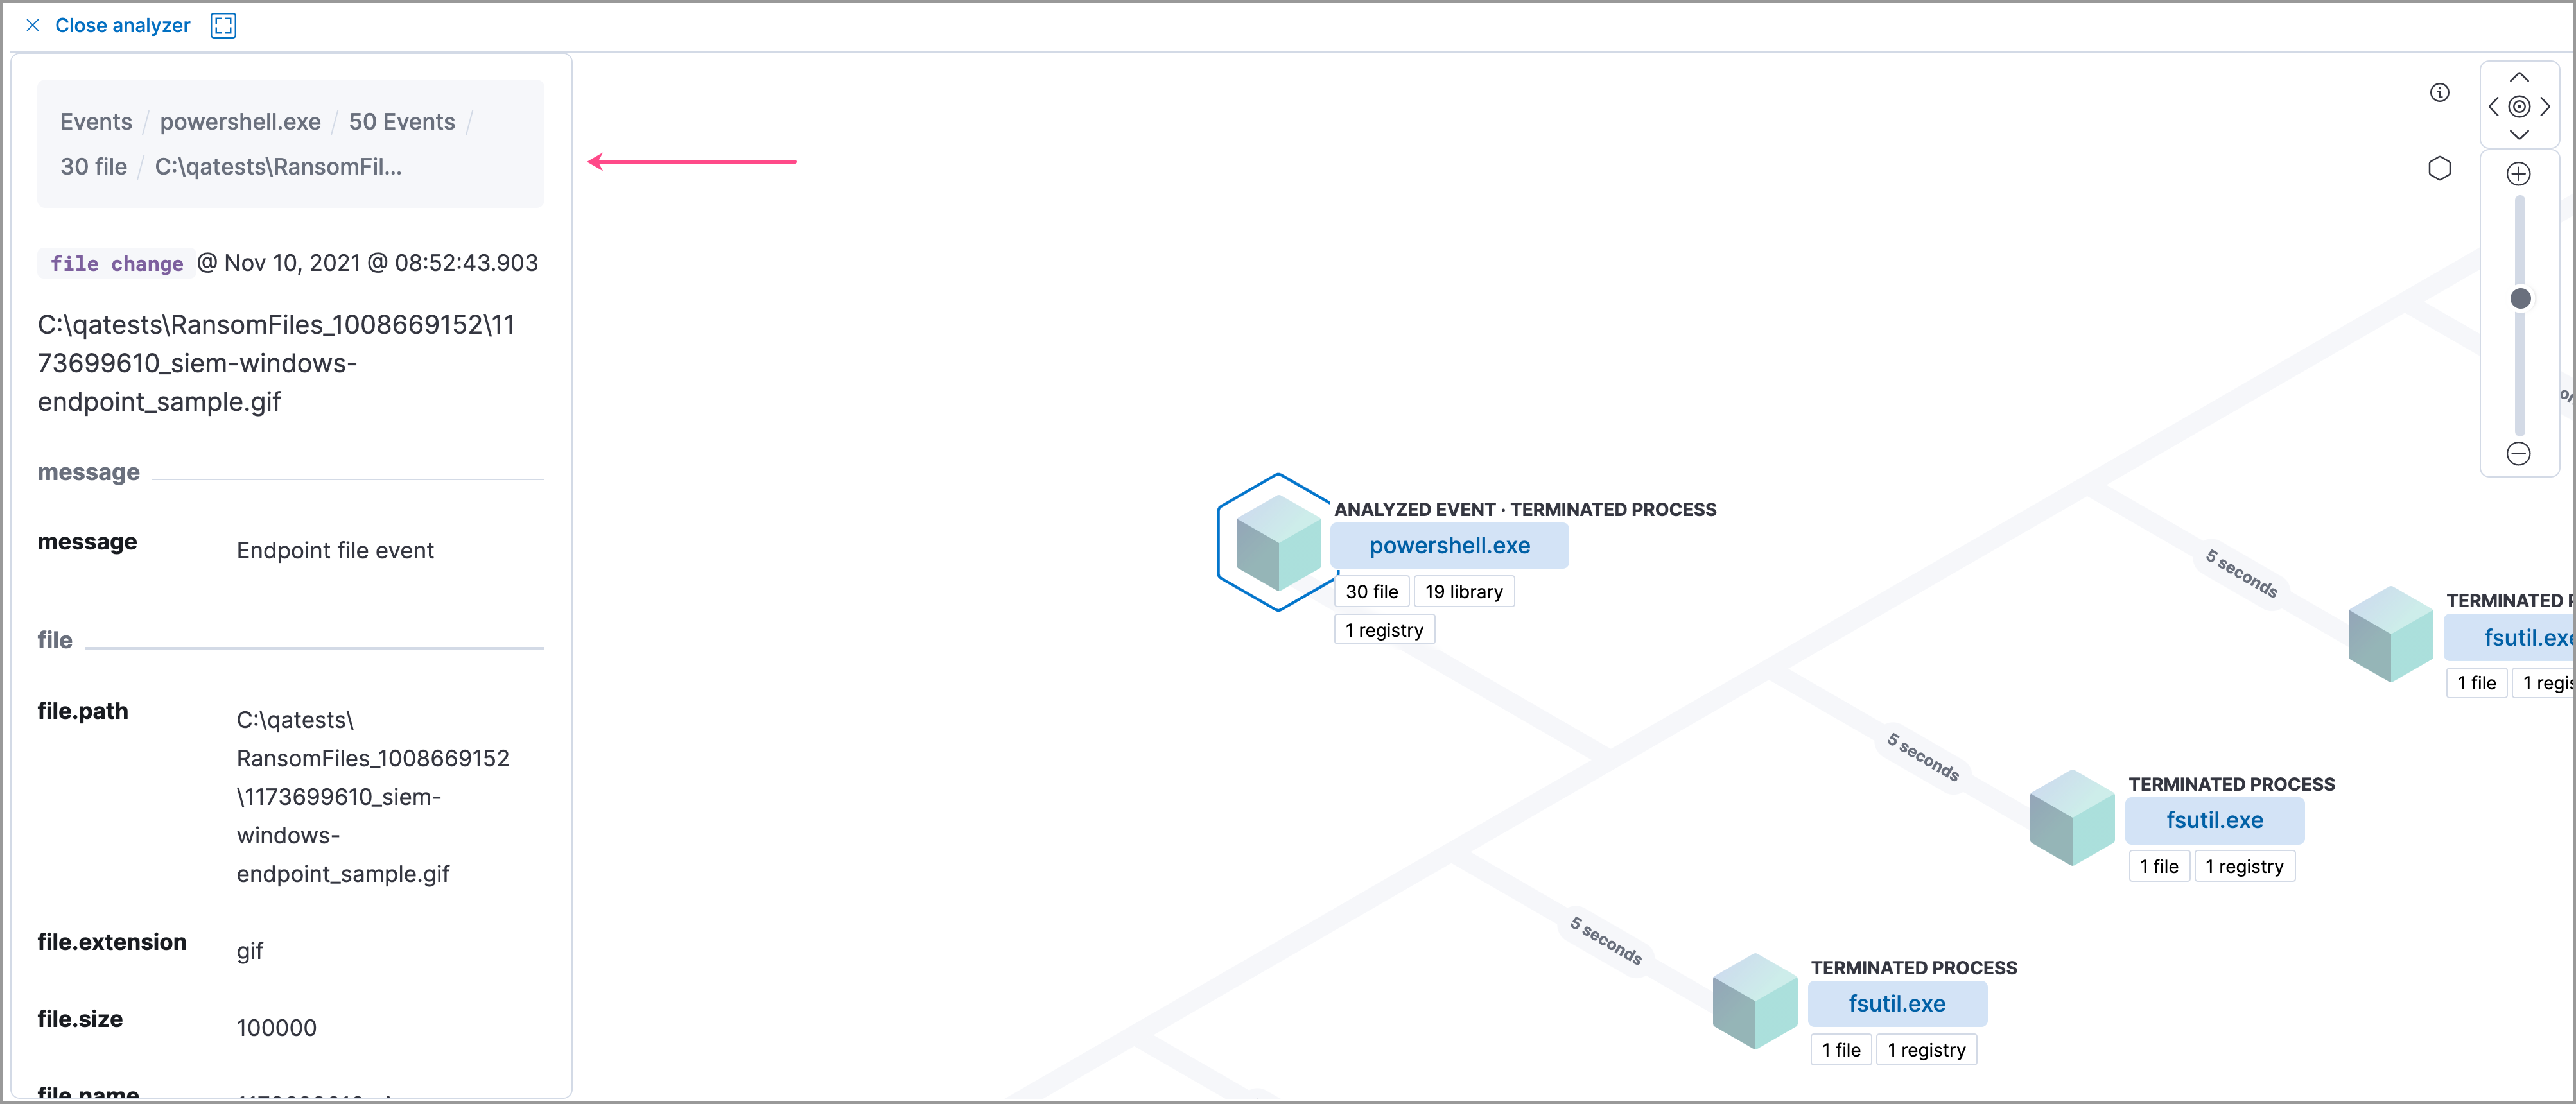 Close analyzer
Events / powershell.exe / 50 Events /
30 file / C:\qatests\RansomFil...
file change @ Nov 10, 2021 @ 08:52:43.903
C:\qatests\RansomFiles_1008669152\11
73699610_siem-windows-
endpoint_sample.gif
message
message
Endpoint file event
file
file.path
C:\qatests\
RansomFiles_1008669152
\1173699610_siem-
windows-
endpoint_sample.gif
file.extension
gif
file.size
100000
file.name
ANALYZED EVENT · TERMINATED PROCESS
powershell.exe
30 file
19 library
1 registry
5 seconds
TERMINATED
fsutil.exe
1 file
5 seconds
TERMINATED PROCESS
fsutil.exe
1 file
1 registry
5 seconds
TERMINATED PROCESS
fsutil.exe
1 file
1 registry